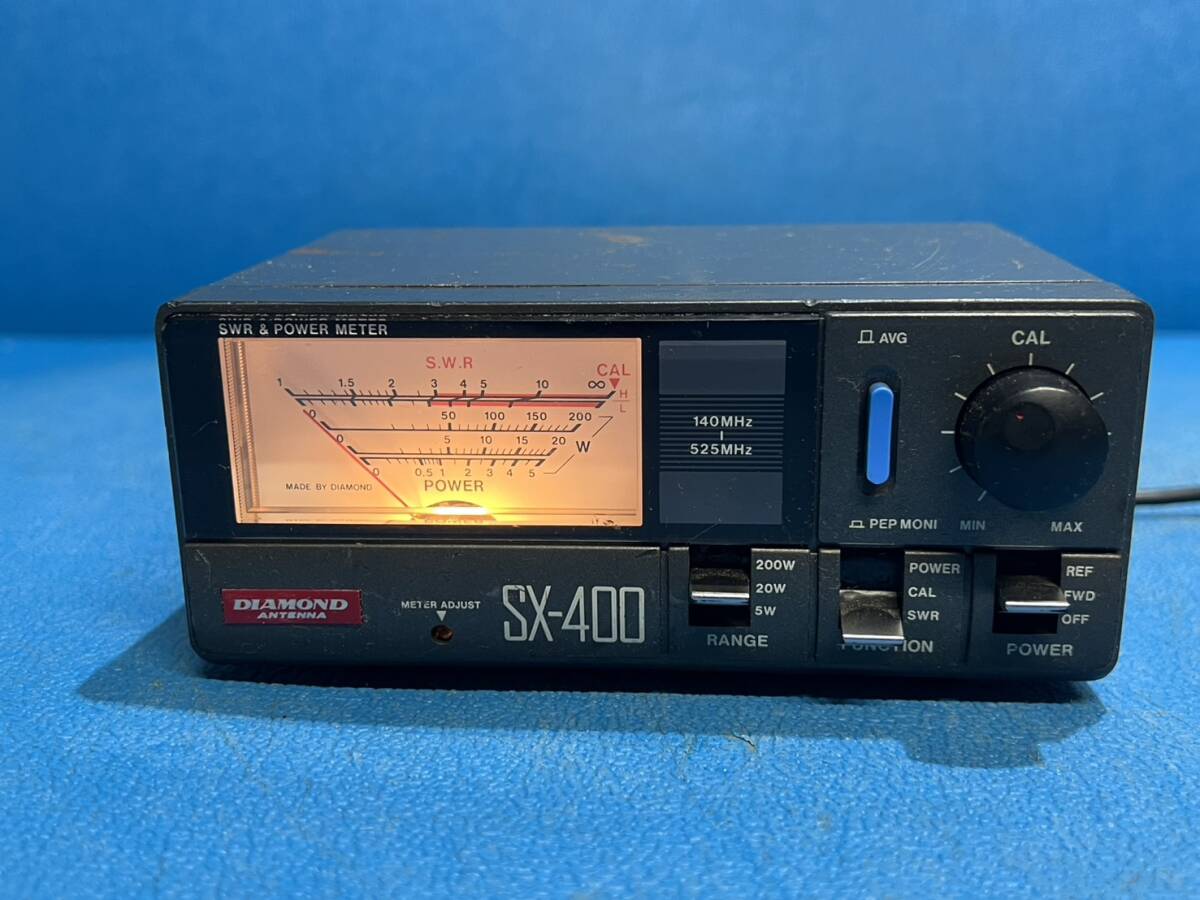 SWR & POWER METER
S.W.R
CAL
1 1.5 2 3 4 5 10 ∞
H
L
0 50 100 150 200
0 5 10 15 20 W
0 0.5 1 2 3 4 5
MADE BY DIAMOND
POWER
140MHz
525MHz
AVG
CAL
PEP MONI
MIN MAX
DIAMOND
ANTENNA
METER ADJUST
SX-400
200W
20W
5W
RANGE
POWER
CAL
SWR
FUNCTION
REF
FWD
OFF
POWER